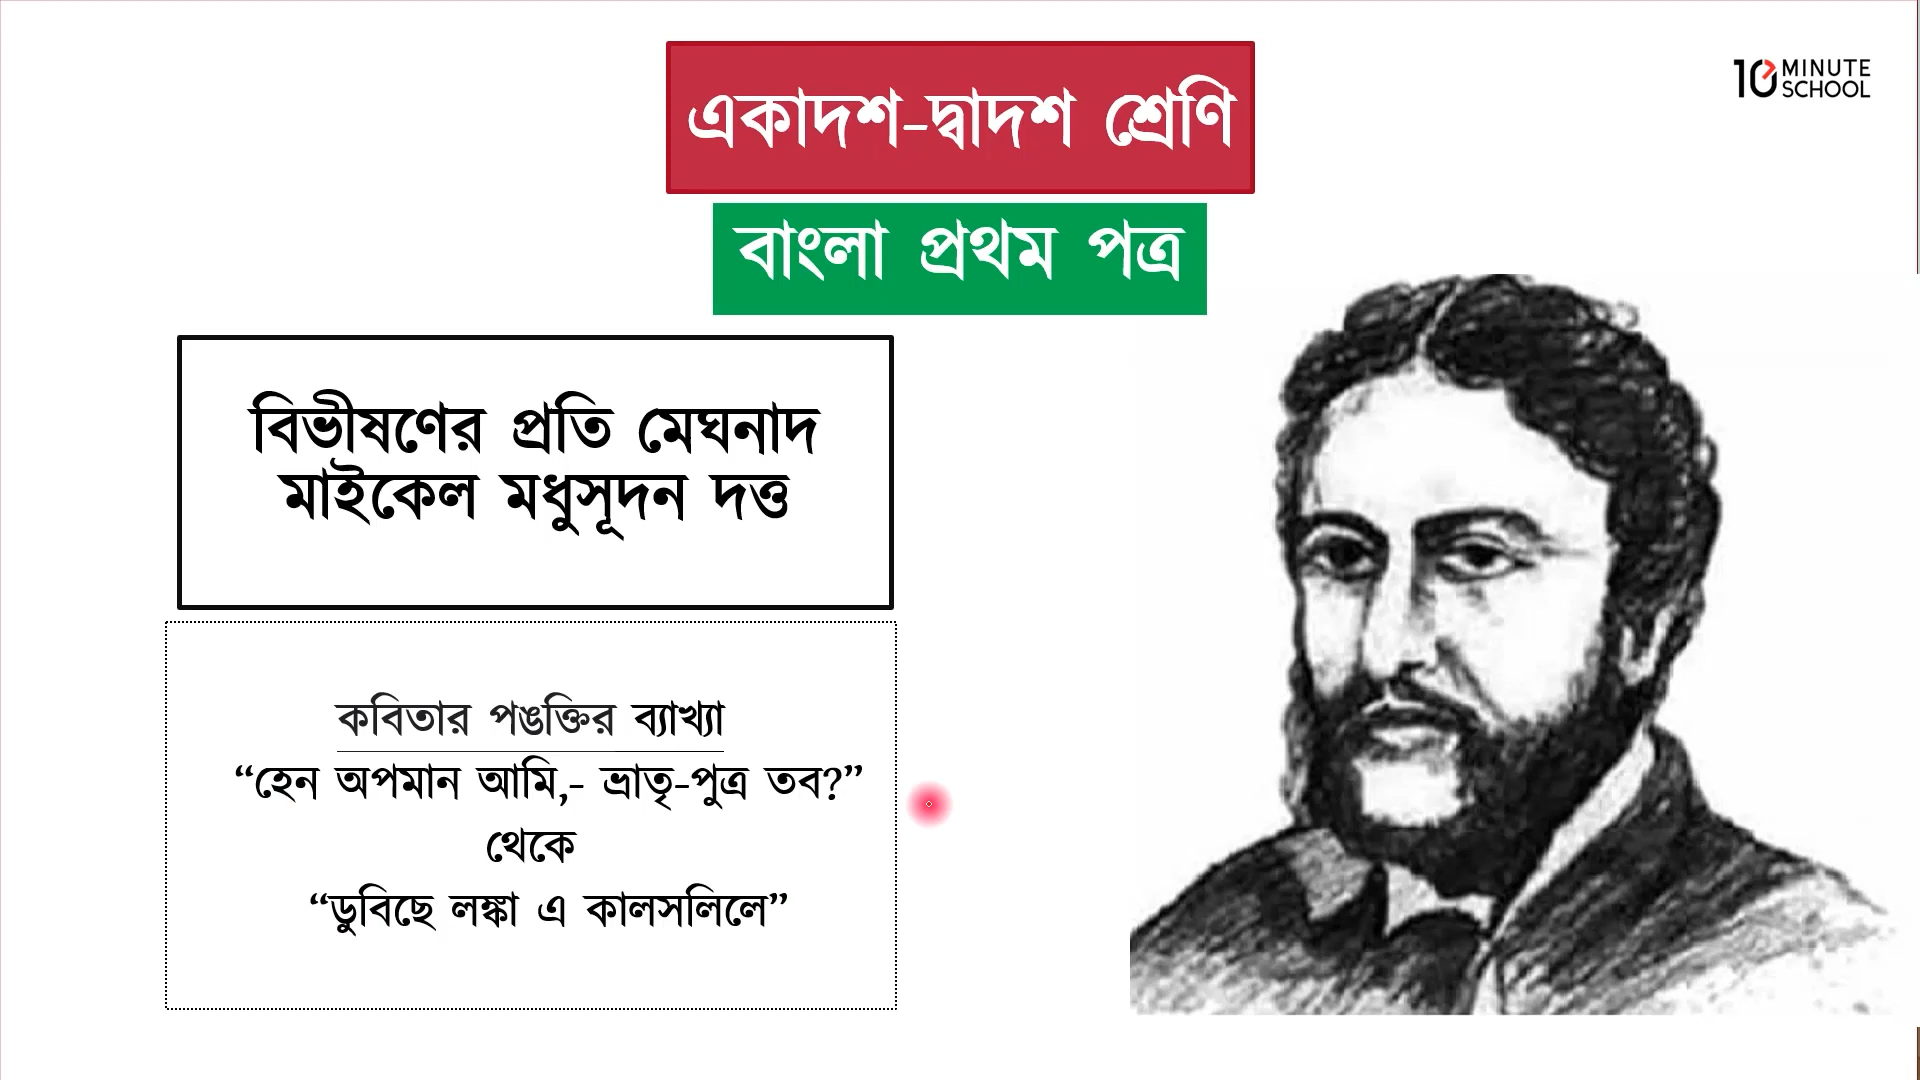 একাদশ-দ্বাদশ শ্রেণি
10 MINUTE SCHOOL
বাংলা প্রথম পত্র
বিভীষণের প্রতি মেঘনাদ
মাইকেল মধুসূদন দত্ত
কবিতার পঙক্তির ব্যাখ্যা
“হেন অপমান আমি,- ভ্রাতৃ-পুত্র তব?”
থেকে
“ডুবিছে লঙ্কা এ কালসলিলে”